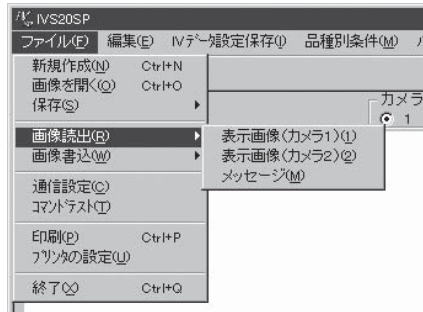 IVS20SP
ファイル(F) 編集(E) IVデータ設定保存(I) 品種別条件(M)
新規作成(N) Ctrl+N
画像を開く(O) Ctrl+O
保存(S)
カメラ
1
画像読出(R)
表示画像(カメラ1)(1)
画像書込(W)
表示画像(カメラ2)(2)
メッセージ(M)
通信設定(C)
コマンドテスト(T)
印刷(P) Ctrl+P
プリンタの設定(U)
終了(X) Ctrl+Q